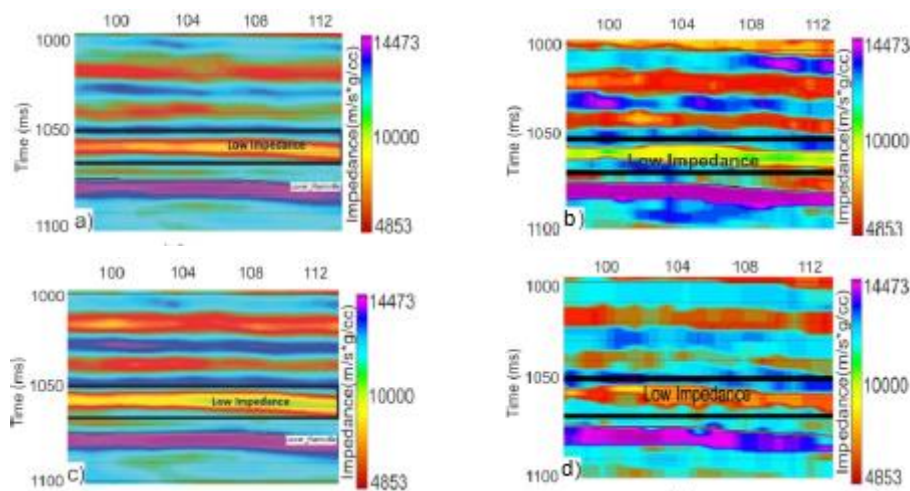 100 104 108 112
1000
1050
1100
Time (ms)
Low Impedance
a)
14473
10000
4853
Impedance(m/s*g/cc)
100 104 108 112
1000
1050
1100
Time (ms)
Low Impedance
b)
14473
10000
4853
Impedance(m/s*g/cc)
100 104 108 112
1000
1050
1100
Time (ms)
Low Impedance
c)
14473
10000
4853
Impedance(m/s*g/cc)
100 104 108 112
1000
1050
1100
Time (ms)
Low Impedance
d)
14473
10000
4853
Impedance(m/s*g/cc)